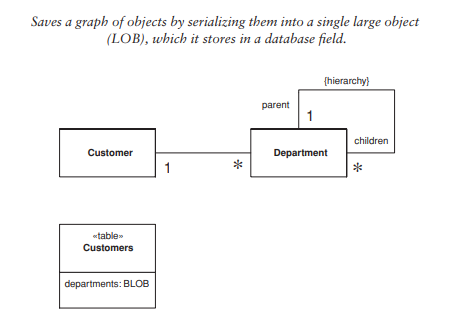 Saves a graph of objects by serializing them into a single large object
(LOB), which it stores in a database field.
{hierarchy}
parent
1
children
Customer
Department
1
*
*
«table»
Customers
departments: BLOB